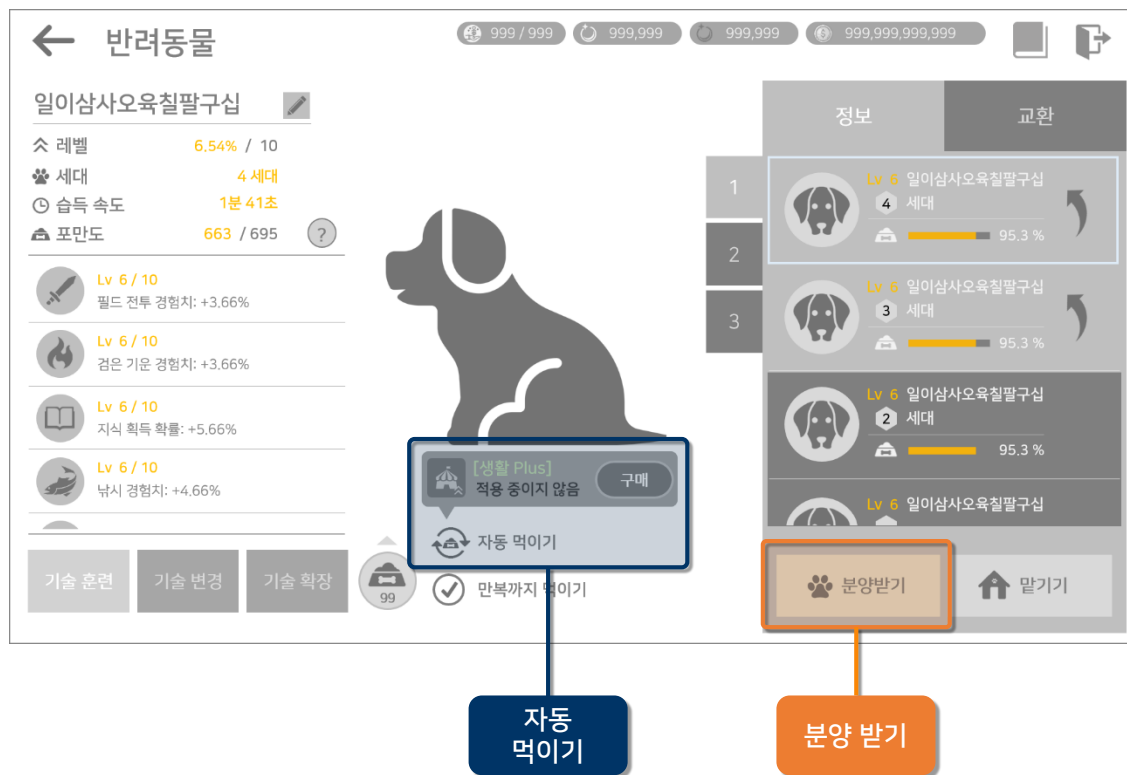 반려동물
999 / 999
999,999
999,999
999,999,999,999
일이삼사오육칠팔구십
레벨 6.54% / 10
세대 4 세대
습득 속도 1분 41초
포만도 663 / 695 ?
Lv 6 / 10
필드 전투 경험치: +3.66%
Lv 6 / 10
검은 기운 경험치: +3.66%
Lv 6 / 10
지식 획득 확률: +5.66%
Lv 6 / 10
낚시 경험치: +4.66%
기술 훈련
기술 변경
기술 확장
99
[생활 Plus]
적용 중이지 않음
구매
자동 먹이기
만복까지 먹이기
1
2
3
정보
교환
Lv 6 일이삼사오육칠팔구십
4 세대
95.3 %
Lv 6 일이삼사오육칠팔구십
3 세대
95.3 %
Lv 6 일이삼사오육칠팔구십
2 세대
95.3 %
Lv 6 일이삼사오육칠팔구십
분양받기
맡기기
자동
먹이기
분양 받기